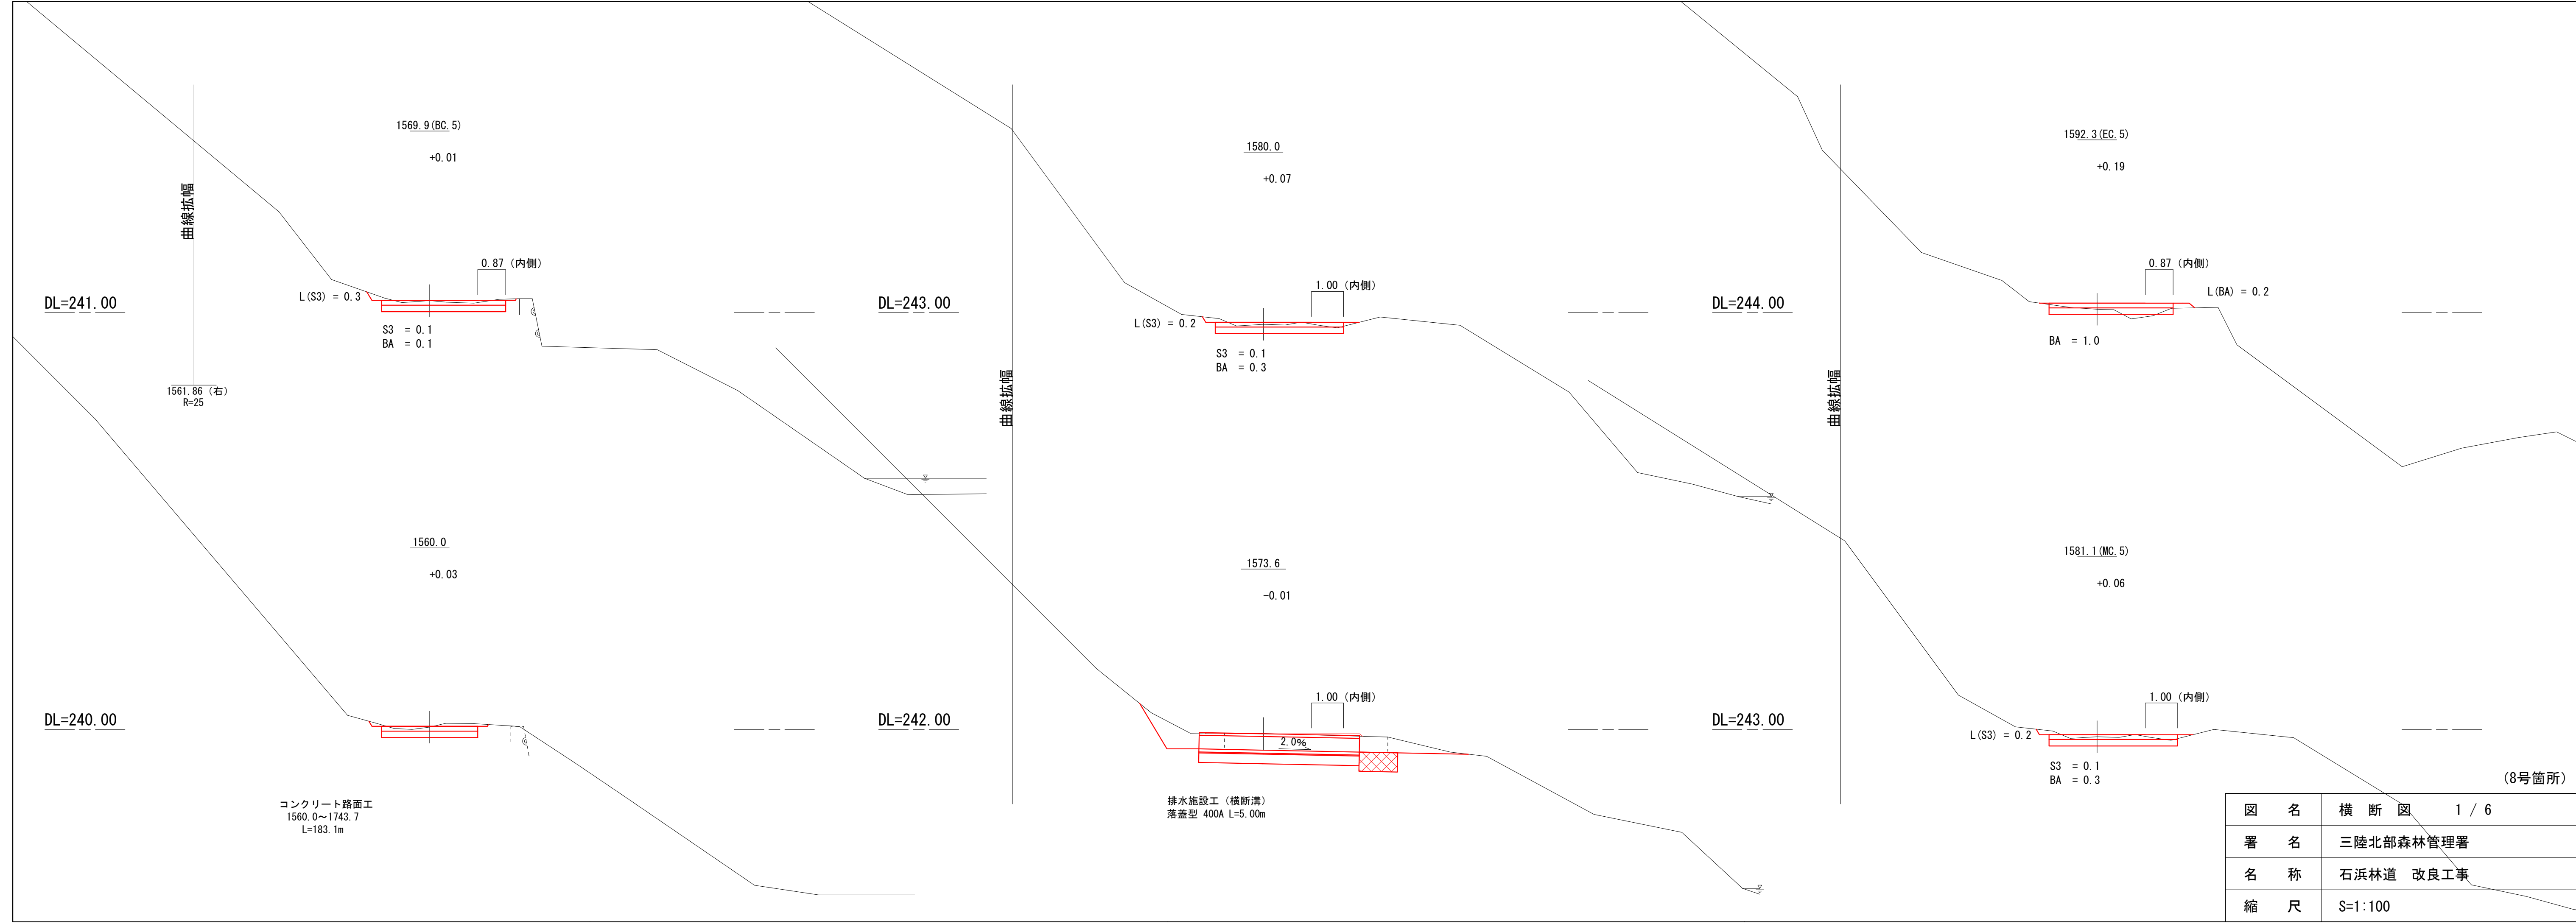 1569.9(BC.5)
+0.01
曲線拡幅
0.87 (内側)
L(S3) = 0.3
DL=241.00
S3 = 0.1
BA = 0.1
1561.86 (右)
R=25
1560.0
+0.03
DL=240.00
コンクリート路面工
1560.0～1743.7
L=183.1m
1580.0
+0.07
1.00 (内側)
DL=243.00
L(S3) = 0.2
S3 = 0.1
BA = 0.3
曲線拡幅
1573.6
-0.01
1.00 (内側)
DL=242.00
2.0%
排水施設工（横断溝）
落蓋型 400A L=5.00m
1592.3(EC.5)
+0.19
0.87 (内側)
L(BA) = 0.2
DL=244.00
BA = 1.0
曲線拡幅
1581.1(MC.5)
+0.06
1.00 (内側)
DL=243.00
L(S3) = 0.2
S3 = 0.1
BA = 0.3
(8号箇所)
図 名 横 断 図 1 / 6
署 名 三陸北部森林管理署
名 称 石浜林道 改良工事
縮 尺 S=1:100